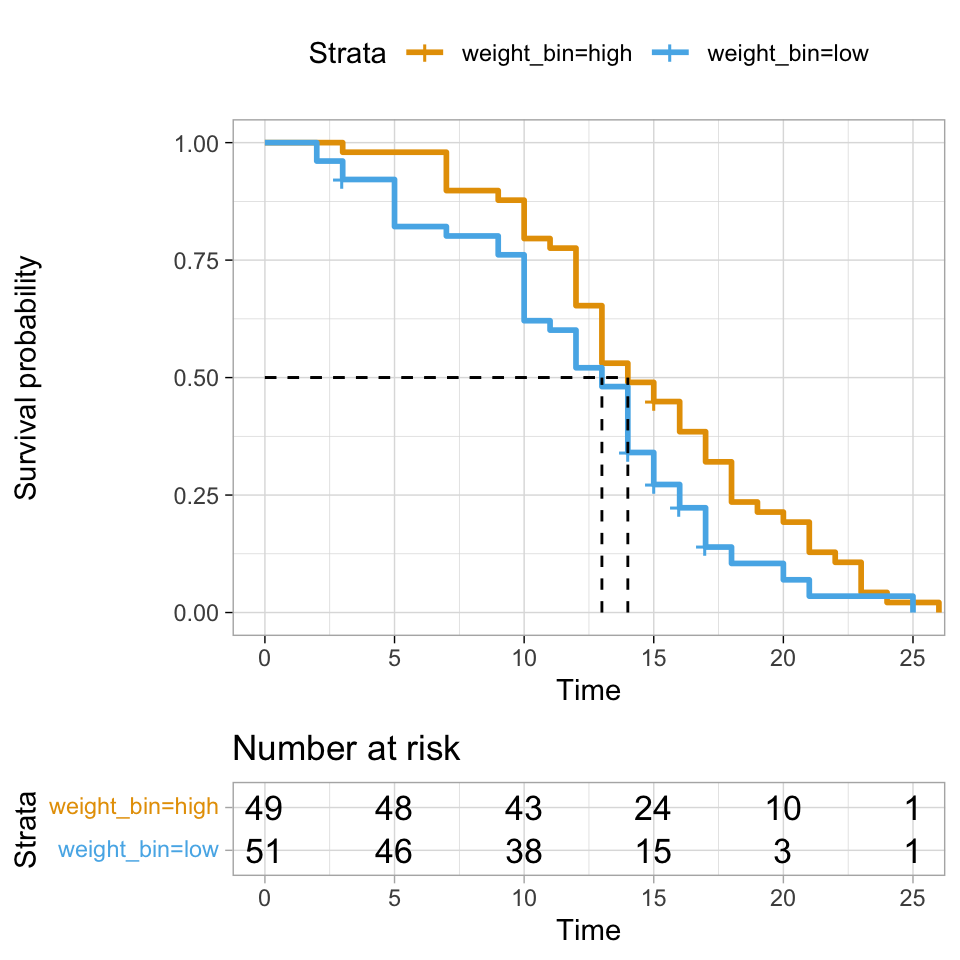 Strata weight_bin=high weight_bin=low
Survival probability
1.00
0.75
0.50
0.25
0.00
0 5 10 15 20 25
Time
Number at risk
Strata
weight_bin=high 49 48 43 24 10 1
weight_bin=low 51 46 38 15 3 1
0 5 10 15 20 25
Time